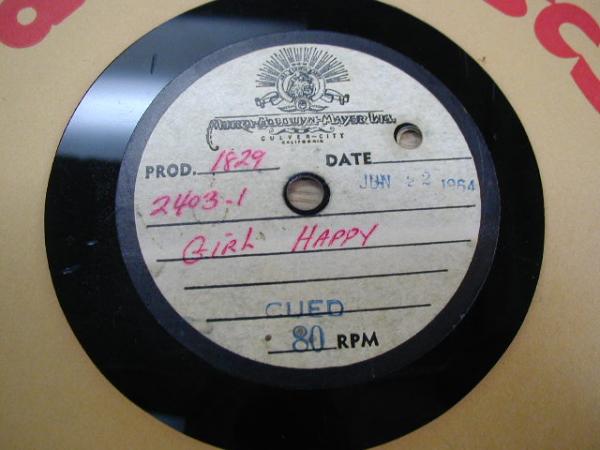 METRO-GOLDWYN-MAYER INC.
CULVER-CITY
CALIFORNIA
PROD. 1829 DATE JUN 22 1964
2403-1
GIRL HAPPY
CUED
80 RPM